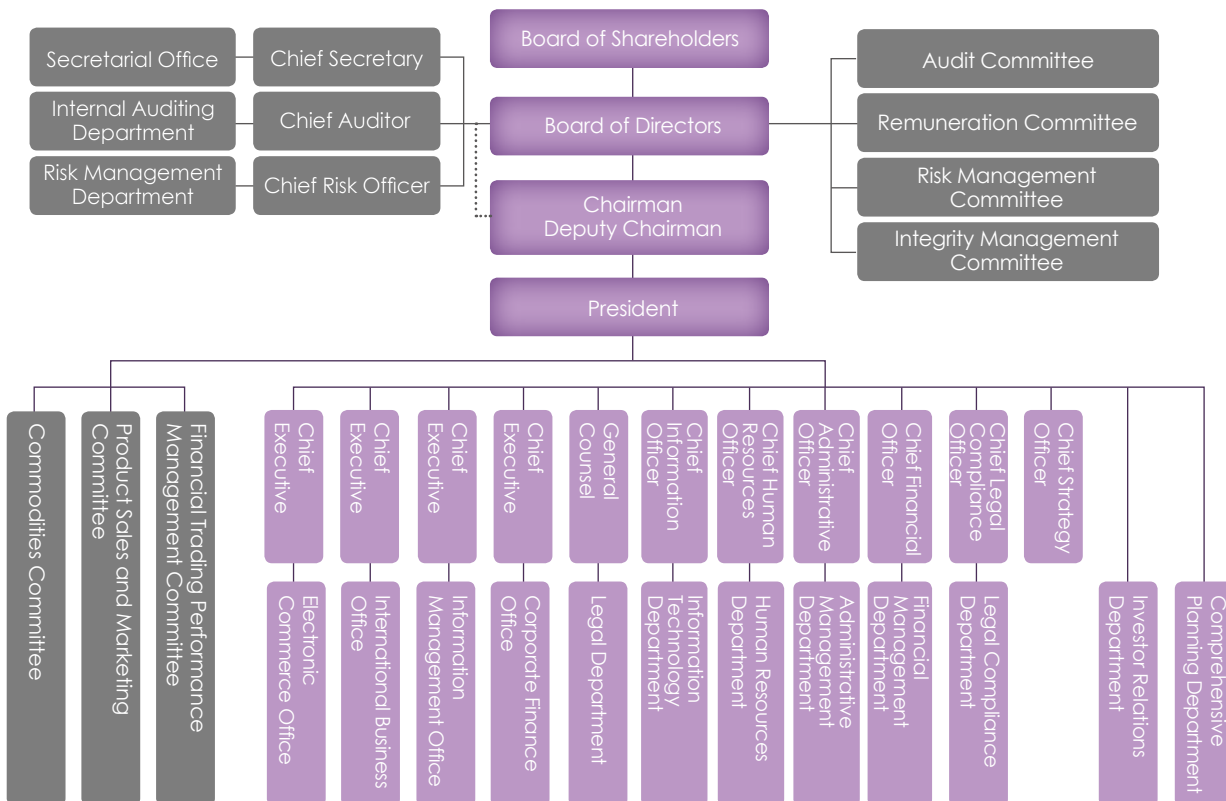 Board of Shareholders
Secretarial Office
Chief Secretary
Audit Committee
Internal Auditing
Department
Chief Auditor
Board of Directors
Remuneration Committee
Risk Management
Department
Chief Risk Officer
Chairman
Deputy Chairman
Risk Management
Committee
Integrity Management
Committee
President
Commodities Committee
Product Sales and Marketing
Committee
Financial Trading Performance
Management Committee
Chief
Executive
Chief
Executive
Chief
Executive
Chief
Executive
General
Counsel
Chief
Information
Officer
Chief Human
Resources
Officer
Chief
Administrative
Officer
Chief Financial
Officer
Chief Legal
Compliance
Officer
Chief Strategy
Officer
Electronic
Commerce Office
International Business
Office
Information
Management Office
Corporate Finance
Office
Legal Department
Information
Technology
Department
Human Resources
Department
Administrative
Management
Department
Financial
Management
Department
Legal Compliance
Department
Investor Relations
Department
Comprehensive
Planning Department